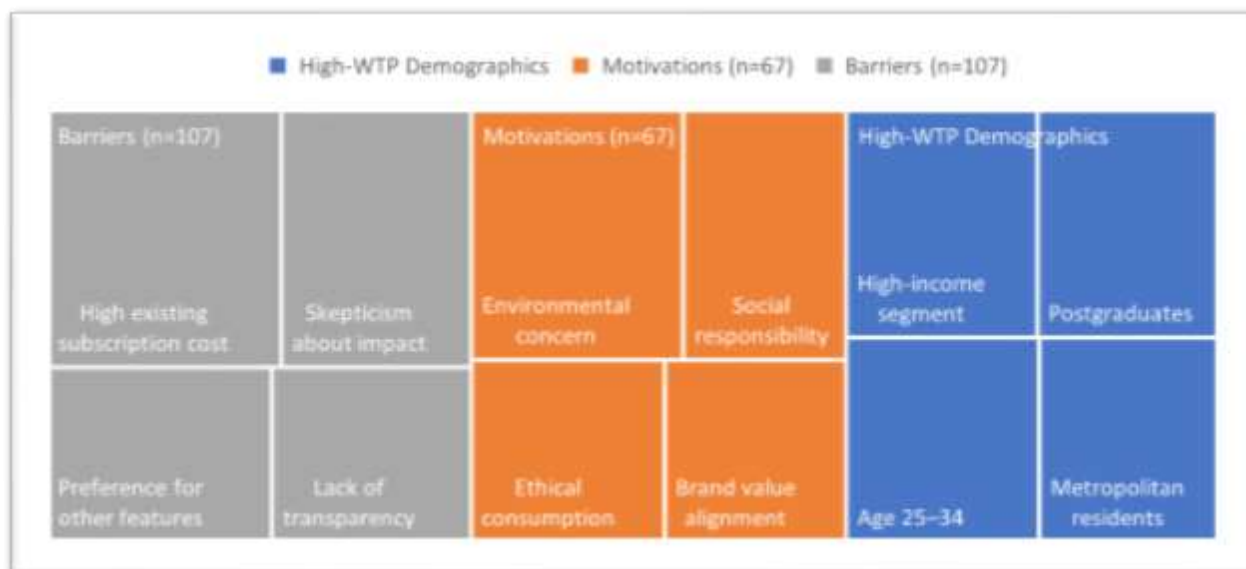 High-WTP Demographics Motivations (n=67) Barriers (n=107)
Barriers (n=107)
High existing
subscription cost
Skepticism
about impact
Preference for
other features
Lack of
transparency
Motivations (n=67)
Environmental
concern
Social
responsibility
Ethical
consumption
Brand value
alignment
High-WTP Demographics
High-income
segment
Postgraduates
Age 25–34
Metropolitan
residents